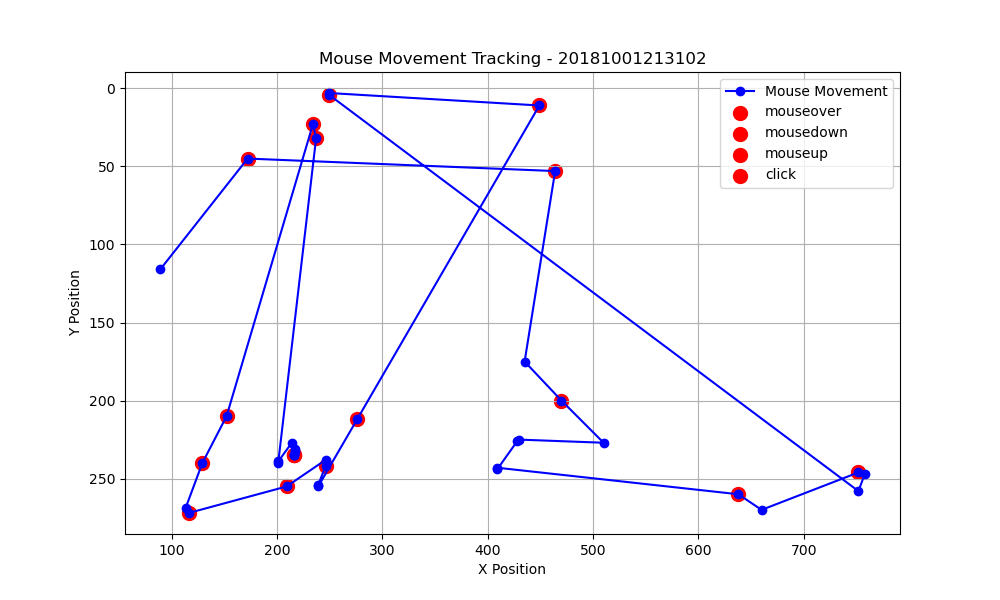 Mouse Movement Tracking - 20181001213102
Mouse Movement
mouseover
mousedown
mouseup
click
0
50
100
150
200
250
Y Position
100
200
300
400
500
600
700
X Position